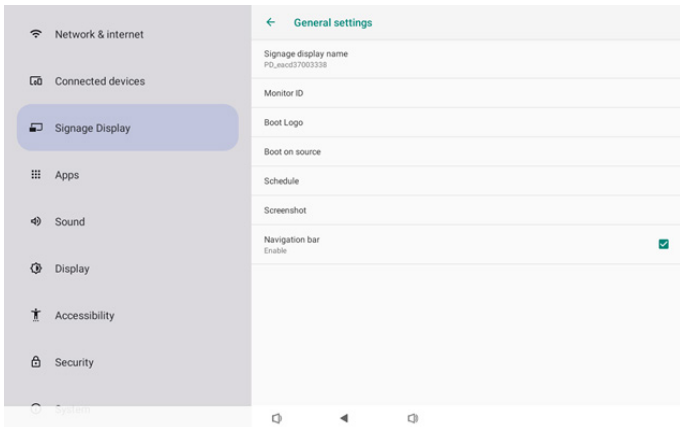 Network & internet
Connected devices
Signage Display
Apps
Sound
Display
Accessibility
Security
System
General settings
Signage display name
PD_eacd37003338
Monitor ID
Boot Logo
Boot on source
Schedule
Screenshot
Navigation bar
Enable